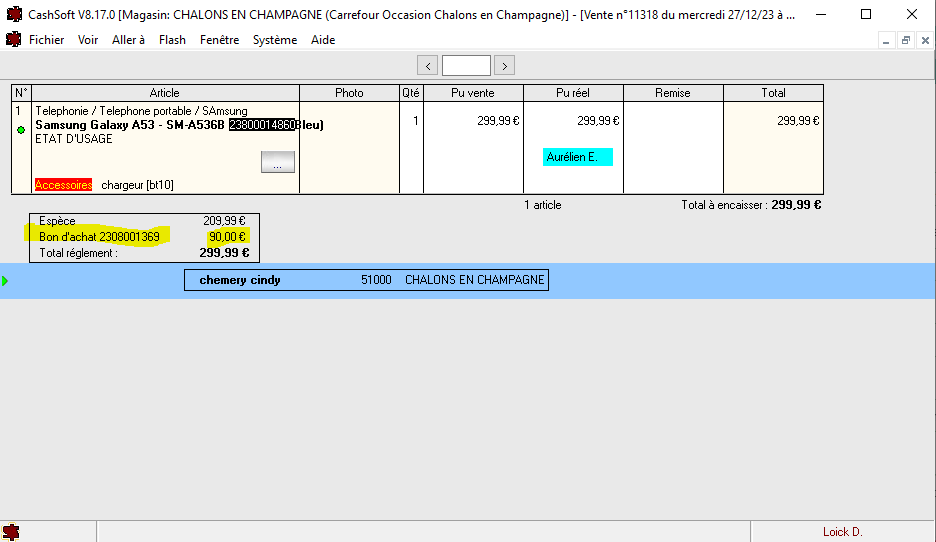 CashSoft V8.17.0 [Magasin: CHALONS EN CHAMPAGNE (Carrefour Occasion Chalons en Champagne)] - [Vente n°11318 du mercredi 27/12/23 à ...
Fichier Voir Aller à Flash Fenêtre Système Aide
< >
N° Article Photo Qté Pu vente Pu réel Remise Total
1 Telephonie / Telephone portable / SAmsung
Samsung Galaxy A53 - SM-A536B 23800014860Bleu) 1 299,99 € 299,99 € 299,99 €
ETAT D'USAGE
Aurélien E.
...
Accessoires chargeur [bt10]
1 article Total à encaisser : 299,99 €
Espèce 209,99 €
Bon d'achat 2308001369 90,00 €
Total réglement : 299,99 €
chemery cindy 51000 CHALONS EN CHAMPAGNE
Loick D.